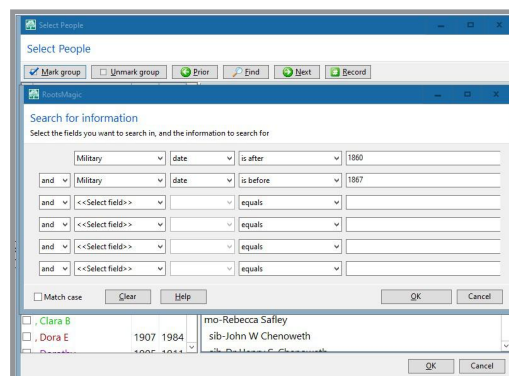 Select People
Select People
Mark group Unmark group Prior Find Next Record
RootsMagic
Search for information
Select the fields you want to search in, and the information to search for
Military date is after 1860
and Military date is before 1867
and <<Select field>> equals
and <<Select field>> equals
and <<Select field>> equals
and <<Select field>> equals
Match case Clear Help OK Cancel
, Clara B mo-Rebecca Safley
, Dora E 1907 1984 sib-John W Chenoweth
OK Cancel